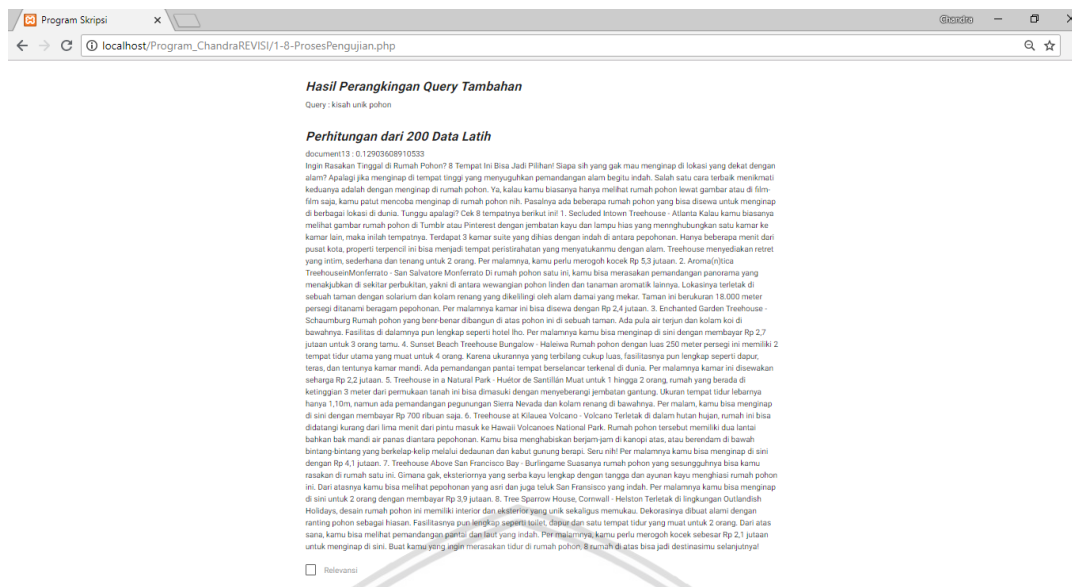 Program Skripsi
Chandra
localhost/Program_ChandraREVISI/1-8-ProsesPengujian.php
Hasil Perangkingan Query Tambahan
Query : kisah unik pohon
Perhitungan dari 200 Data Latih
document13 : 0.12903608910533
Ingin Rasakan Tinggal di Rumah Pohon? 8 Tempat Ini Bisa Jadi Pilihan! Siapa sih yang gak mau menginap di lokasi yang dekat dengan
alam? Apalagi jika menginap di tempat tinggi yang menyuguhkan pemandangan alam begitu indah. Salah satu cara terbaik menikmati
keduanya adalah dengan menginap di rumah pohon. Ya, kalau kamu biasanya hanya melihat rumah pohon lewat gambar atau di film-
film saja, kamu patut mencoba menginap di rumah pohon nih. Pasalnya ada beberapa rumah pohon yang bisa disewa untuk menginap
di berbagai lokasi di dunia. Tunggu apalagi? Cek 8 tempatnya berikut ini! 1. Secluded Intown Treehouse - Atlanta Kalau kamu biasanya
melihat gambar rumah pohon di Tumblr atau Pinterest dengan jembatan kayu dan lampu hias yang mennghubungkan satu kamar ke
kamar lain, maka inilah tempatnya. Terdapat 3 kamar suite yang dihias dengan indah di antara pepohonan. Hanya beberapa menit dari
pusat kota, properti terpencil ini bisa menjadi tempat peristirahatan yang menyatukanmu dengan alam. Treehouse menyediakan retret
yang intim, sederhana dan tenang untuk 2 orang. Per malamnya, kamu perlu merogoh kocek Rp 5,3 jutaan. 2. Aroma(n)tica
TreehouseinMonferrato - San Salvatore Monferrato Di rumah pohon satu ini, kamu bisa merasakan pemandangan panorama yang
menakjubkan di sekitar perbukitan, yakni di antara wewangian pohon linden dan tanaman aromatik lainnya. Lokasinya terletak di
sebuah taman dengan solarium dan kolam renang yang dikelilingi oleh alam damai yang mekar. Taman ini berukuran 18.000 meter
persegi ditanami beragam pepohonan. Per malamnya kamar ini bisa disewa dengan Rp 2,4 jutaan. 3. Enchanted Garden Treehouse -
Schaumburg Rumah pohon yang benr-benar dibangun di atas pohon ini di sebuah taman. Ada pula air terjun dan kolam koi di
bawahnya. Fasilitas di dalamnya pun lengkap seperti hotel lho. Per malamnya kamu bisa menginap di sini dengan membayar Rp 2,7
jutaan untuk 3 orang tamu. 4. Sunset Beach Treehouse Bungalow - Haleiwa Rumah pohon dengan luas 250 meter persegi ini memiliki 2
tempat tidur utama yang muat untuk 4 orang. Karena ukurannya yang terbilang cukup luas, fasilitasnya pun lengkap seperti dapur,
teras, dan tentunya kamar mandi. Ada pemandangan pantai tempat berselancar terkenal di dunia. Per malamnya kamar ini disewakan
seharga Rp 2,2 jutaan. 5. Treehouse in a Natural Park - Huétor de Santillán Muat untuk 1 hingga 2 orang, rumah yang berada di
ketinggian 3 meter dari permukaan tanah ini bisa dimasuki dengan menyeberangi jembatan gantung. Ukuran tempat tidur lebarnya
hanya 1,10m, namun ada pemandangan pegunungan Sierra Nevada dan kolam renang di bawahnya. Per malam, kamu bisa menginap
di sini dengan membayar Rp 700 ribuan saja. 6. Treehouse at Kilauea Volcano - Volcano Terletak di dalam hutan hujan, rumah ini bisa
didatangi kurang dari lima menit dari pintu masuk ke Hawaii Volcanoes National Park. Rumah pohon tersebut memiliki dua lantai
bahkan bak mandi air panas diantara pepohonan. Kamu bisa menghabiskan berjam-jam di kanopi atas, atau berendam di bawah
bintang-bintang yang berkelap-kelip melalui dedaunan dan kabut gunung berapi. Seru nih! Per malamnya kamu bisa menginap di sini
dengan Rp 4,1 jutaan. 7. Treehouse Above San Francisco Bay - Burlingame Suasanya rumah pohon yang sesungguhnya bisa kamu
rasakan di rumah satu ini. Gimana gak, eksteriornya yang serba kayu lengkap dengan tangga dan ayunan kayu menghiasi rumah pohon
ini. Dari atasnya kamu bisa melihat pepohonan yang asri dan juga teluk San Fransisco yang indah. Per malamnya kamu bisa menginap
di sini untuk 2 orang dengan membayar Rp 3,9 jutaan. 8. Tree Sparrow House, Cornwall - Helston Terletak di lingkungan Outlandish
Holidays, desain rumah pohon ini memiliki interior dan eksterior yang unik sekaligus memukau. Dekorasinya dibuat alami dengan
ranting pohon sebagai hiasan. Fasilitasnya pun lengkap seperti toilet, dapur dan satu tempat tidur yang muat untuk 2 orang. Dari atas
sana, kamu bisa melihat pemandangan pantai dan laut yang indah. Per malamnya, kamu perlu merogoh kocek sebesar Rp 2,1 jutaan
untuk menginap di sini. Buat kamu yang ingin merasakan tidur di rumah pohon, 8 rumah di atas bisa jadi destinasimu selanjutnya!
Relevansi